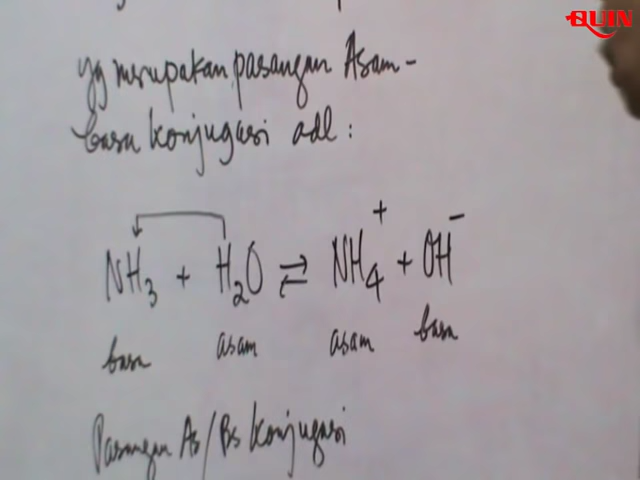 QUIN
yg merupakan pasangan Asam-
basa konjugasi adl :
NH₃ + H₂O ⇌ NH₄⁺ + OH⁻
basa asam asam basa
Pasangan As/Bs konjugasi